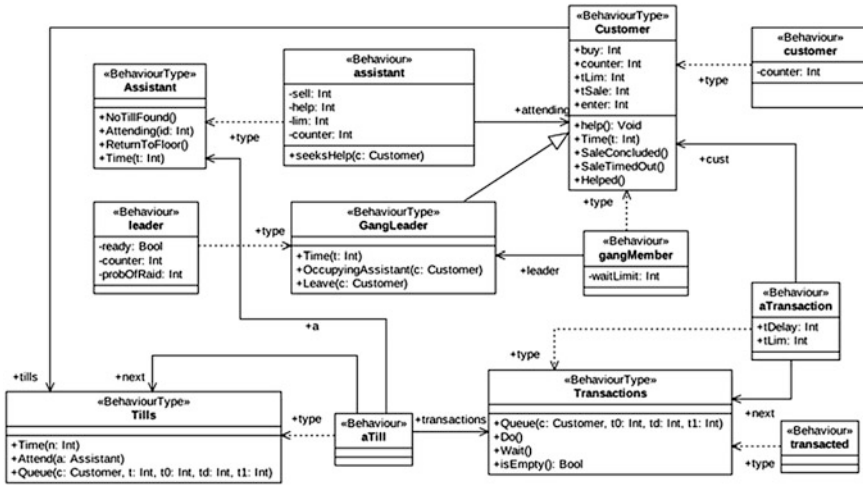 «BehaviourType»
Customer
+buy: Int
+counter: Int
+tLim: Int
+tSale: Int
+enter: Int
+help(): Void
+Time(t: Int)
+SaleConcluded()
+SaleTimedOut()
+Helped()
«Behaviour»
customer
-counter: Int
+type
«Behaviour»
assistant
-sell: Int
-help: Int
-lim: Int
-counter: Int
+seeksHelp(c: Customer)
+attending
«BehaviourType»
Assistant
+NoTillFound()
+Attending(id: Int)
+ReturnToFloor()
+Time(t: Int)
+type
+cust
+type
«Behaviour»
leader
-ready: Bool
-counter: Int
-probOfRaid: Int
+type
«BehaviourType»
GangLeader
+Time(t: Int)
+OccupyingAssistant(c: Customer)
+Leave(c: Customer)
+leader
«Behaviour»
gangMember
-waitLimit: Int
«Behaviour»
aTransaction
+tDelay: Int
+tLim: Int
+a
+type
+tills
+next
«BehaviourType»
Tills
+Time(n: Int)
+Attend(a: Assistant)
+Queue(c: Customer, t: Int, t0: Int, td: Int, t1: Int)
+type
«Behaviour»
aTill
+transactions
«BehaviourType»
Transactions
+Queue(c: Customer, t0: Int, td: Int, t1: Int)
+Do()
+Wait()
+isEmpty(): Bool
+next
«Behaviour»
transacted
+type